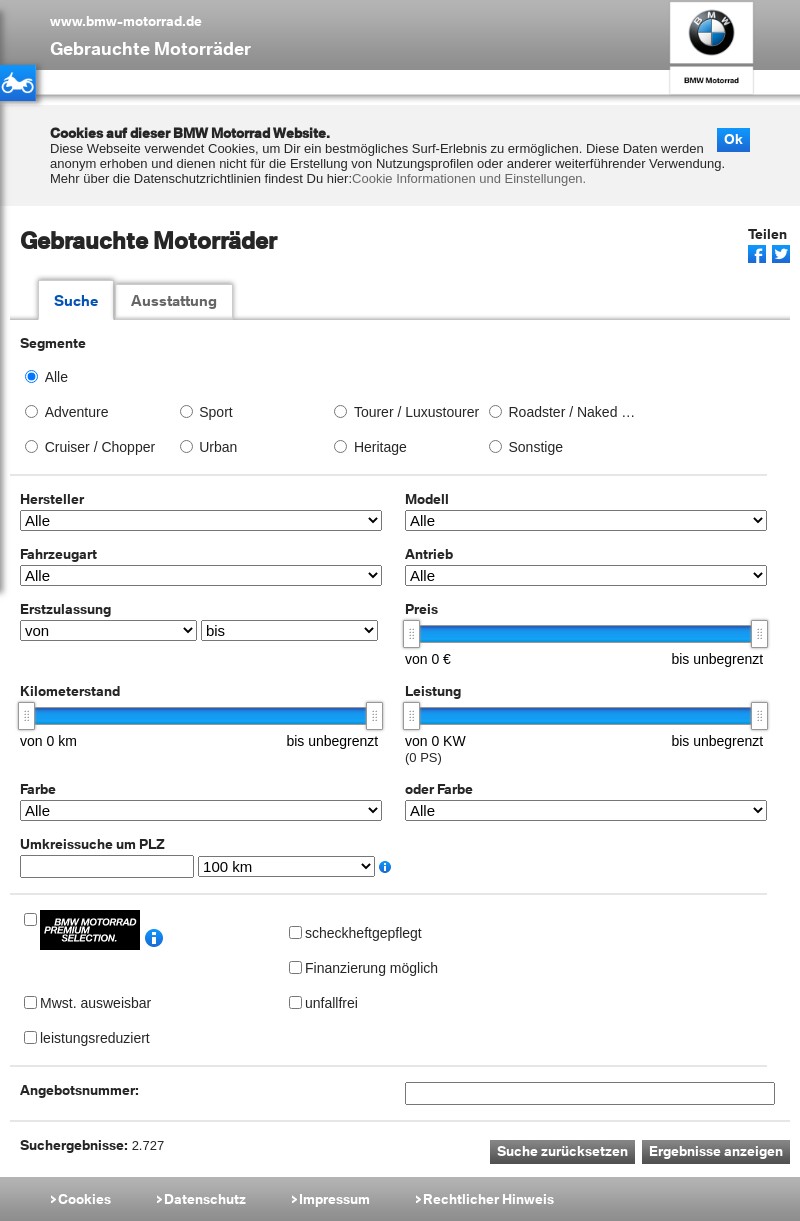 www.bmw-motorrad.de
Gebrauchte Motorräder
BMW
BMW Motorrad
Cookies auf dieser BMW Motorrad Website.
Ok
Diese Webseite verwendet Cookies, um Dir ein bestmögliches Surf-Erlebnis zu ermöglichen. Diese Daten werden
anonym erhoben und dienen nicht für die Erstellung von Nutzungsprofilen oder anderer weiterführender Verwendung.
Mehr über die Datenschutzrichtlinien findest Du hier:Cookie Informationen und Einstellungen.
Gebrauchte Motorräder
Teilen
Suche Ausstattung
Segmente
Alle
Adventure Sport Tourer / Luxustourer Roadster / Naked …
Cruiser / Chopper Urban Heritage Sonstige
Hersteller Modell
Alle Alle
Fahrzeugart Antrieb
Alle Alle
Erstzulassung Preis
von bis
von 0 € bis unbegrenzt
Kilometerstand Leistung
von 0 km bis unbegrenzt von 0 KW bis unbegrenzt
(0 PS)
Farbe oder Farbe
Alle Alle
Umkreissuche um PLZ
100 km
BMW MOTORRAD
PREMIUM
SELECTION.
scheckheftgepflegt
Finanzierung möglich
Mwst. ausweisbar unfallfrei
leistungsreduziert
Angebotsnummer:
Suchergebnisse: 2.727 Suche zurücksetzen Ergebnisse anzeigen
> Cookies > Datenschutz > Impressum > Rechtlicher Hinweis